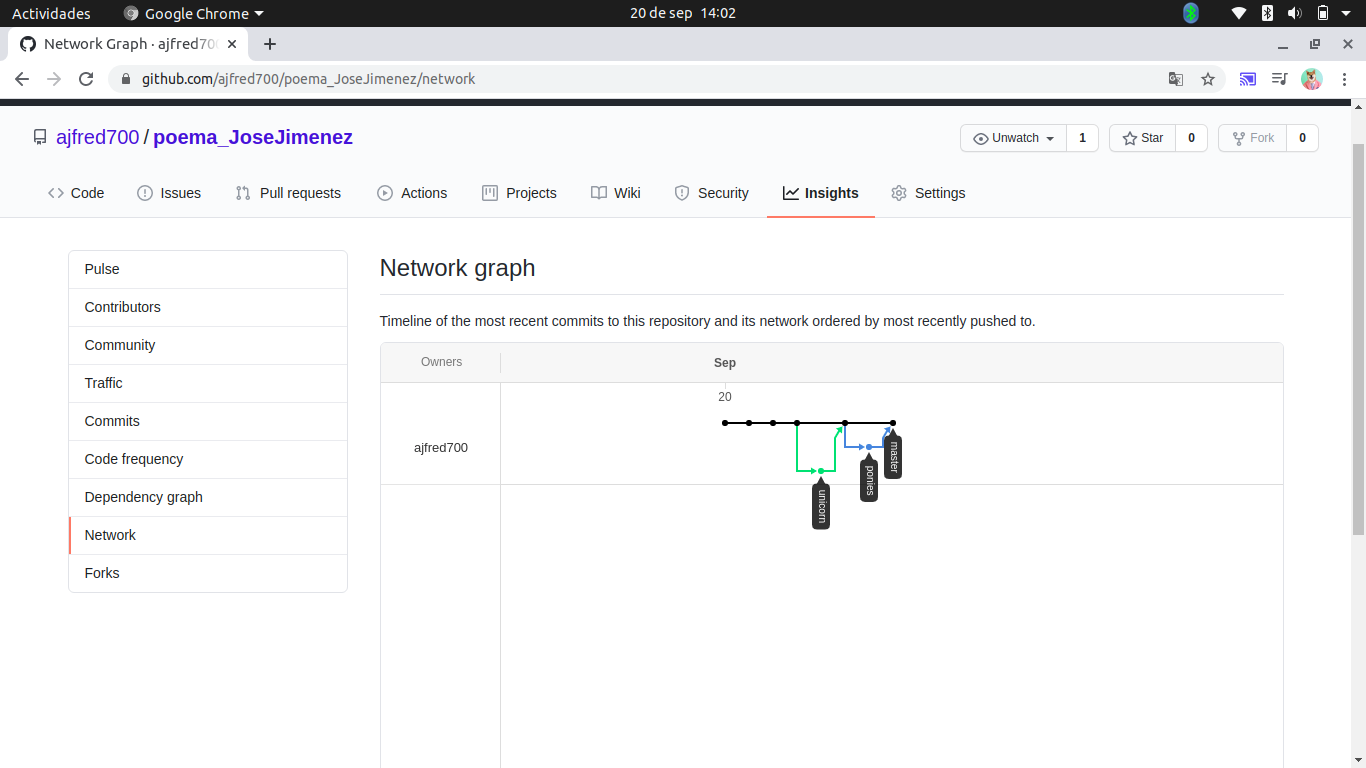 Actividades
Google Chrome
20 de sep 14:02
Network Graph · ajfred700
github.com/ajfred700/poema_JoseJimenez/network
ajfred700 / poema_JoseJimenez
Unwatch 1
Star 0
Fork 0
Code
Issues
Pull requests
Actions
Projects
Wiki
Security
Insights
Settings
Pulse
Contributors
Community
Traffic
Commits
Code frequency
Dependency graph
Network
Forks
Network graph
Timeline of the most recent commits to this repository and its network ordered by most recently pushed to.
Owners
Sep
20
ajfred700
master
ponies
unicorn